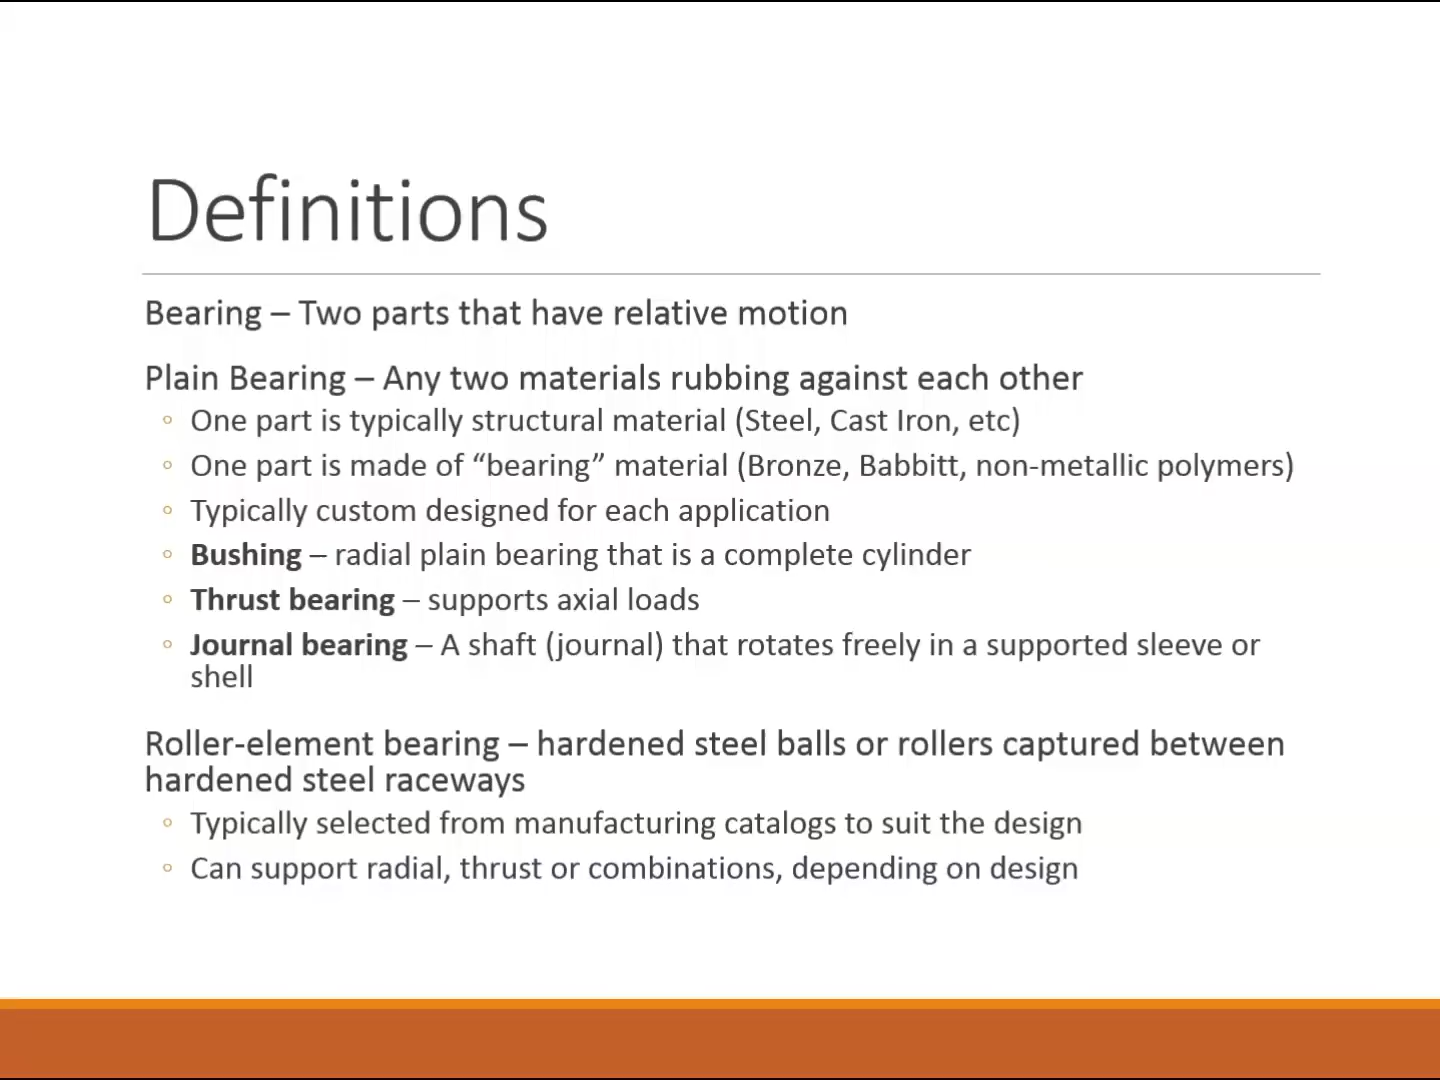 Definitions
Bearing – Two parts that have relative motion
Plain Bearing – Any two materials rubbing against each other
◦ One part is typically structural material (Steel, Cast Iron, etc)
◦ One part is made of “bearing” material (Bronze, Babbitt, non-metallic polymers)
◦ Typically custom designed for each application
◦ Bushing – radial plain bearing that is a complete cylinder
◦ Thrust bearing – supports axial loads
◦ Journal bearing – A shaft (journal) that rotates freely in a supported sleeve or
shell
Roller-element bearing – hardened steel balls or rollers captured between
hardened steel raceways
◦ Typically selected from manufacturing catalogs to suit the design
◦ Can support radial, thrust or combinations, depending on design